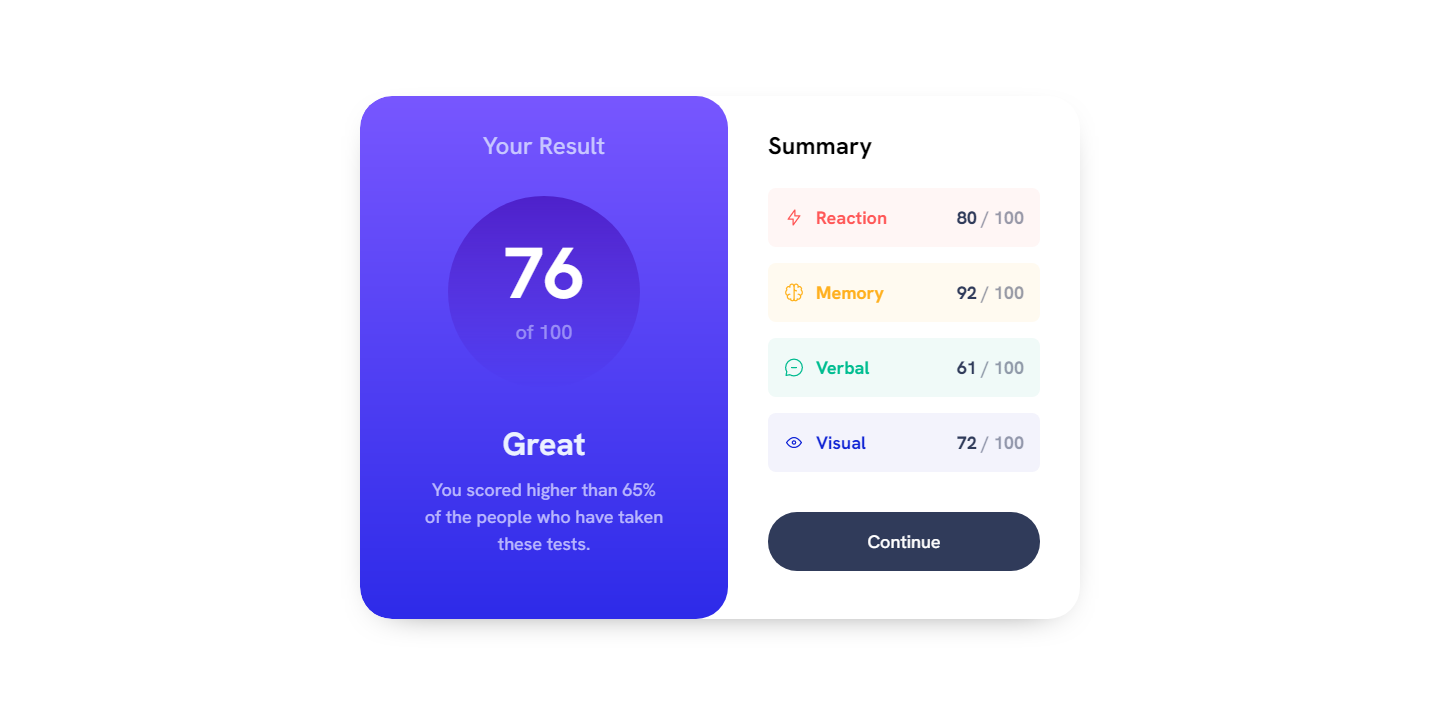 Your Result
76
of 100
Great
You scored higher than 65%
of the people who have taken
these tests.
Summary
Reaction 80 / 100
Memory 92 / 100
Verbal 61 / 100
Visual 72 / 100
Continue